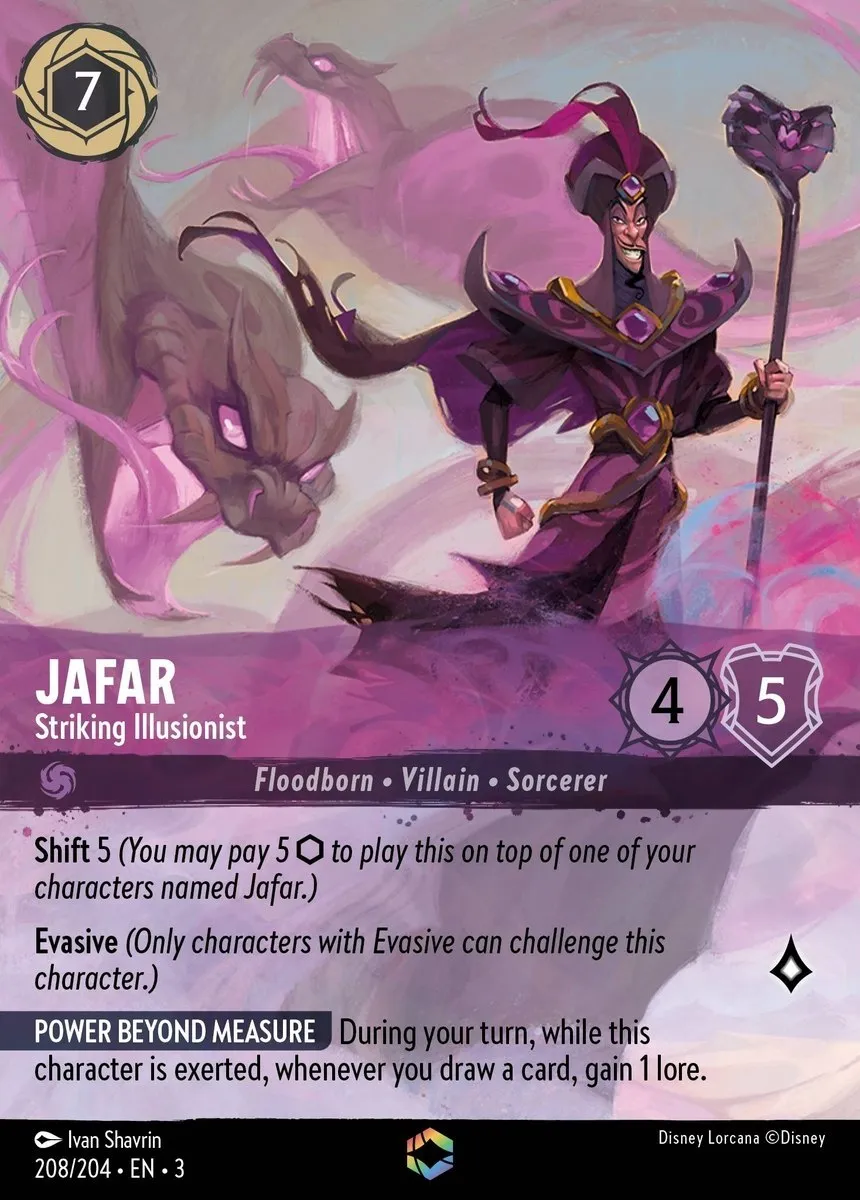 7
JAFAR
Striking Illusionist
4
5
Floodborn • Villain • Sorcerer
Shift 5 (You may pay 5 ⬡ to play this on top of one of your
characters named Jafar.)
Evasive (Only characters with Evasive can challenge this
character.)
POWER BEYOND MEASURE During your turn, while this
character is exerted, whenever you draw a card, gain 1 lore.
Ivan Shavrin
Disney Lorcana ©Disney
208/204 • EN • 3